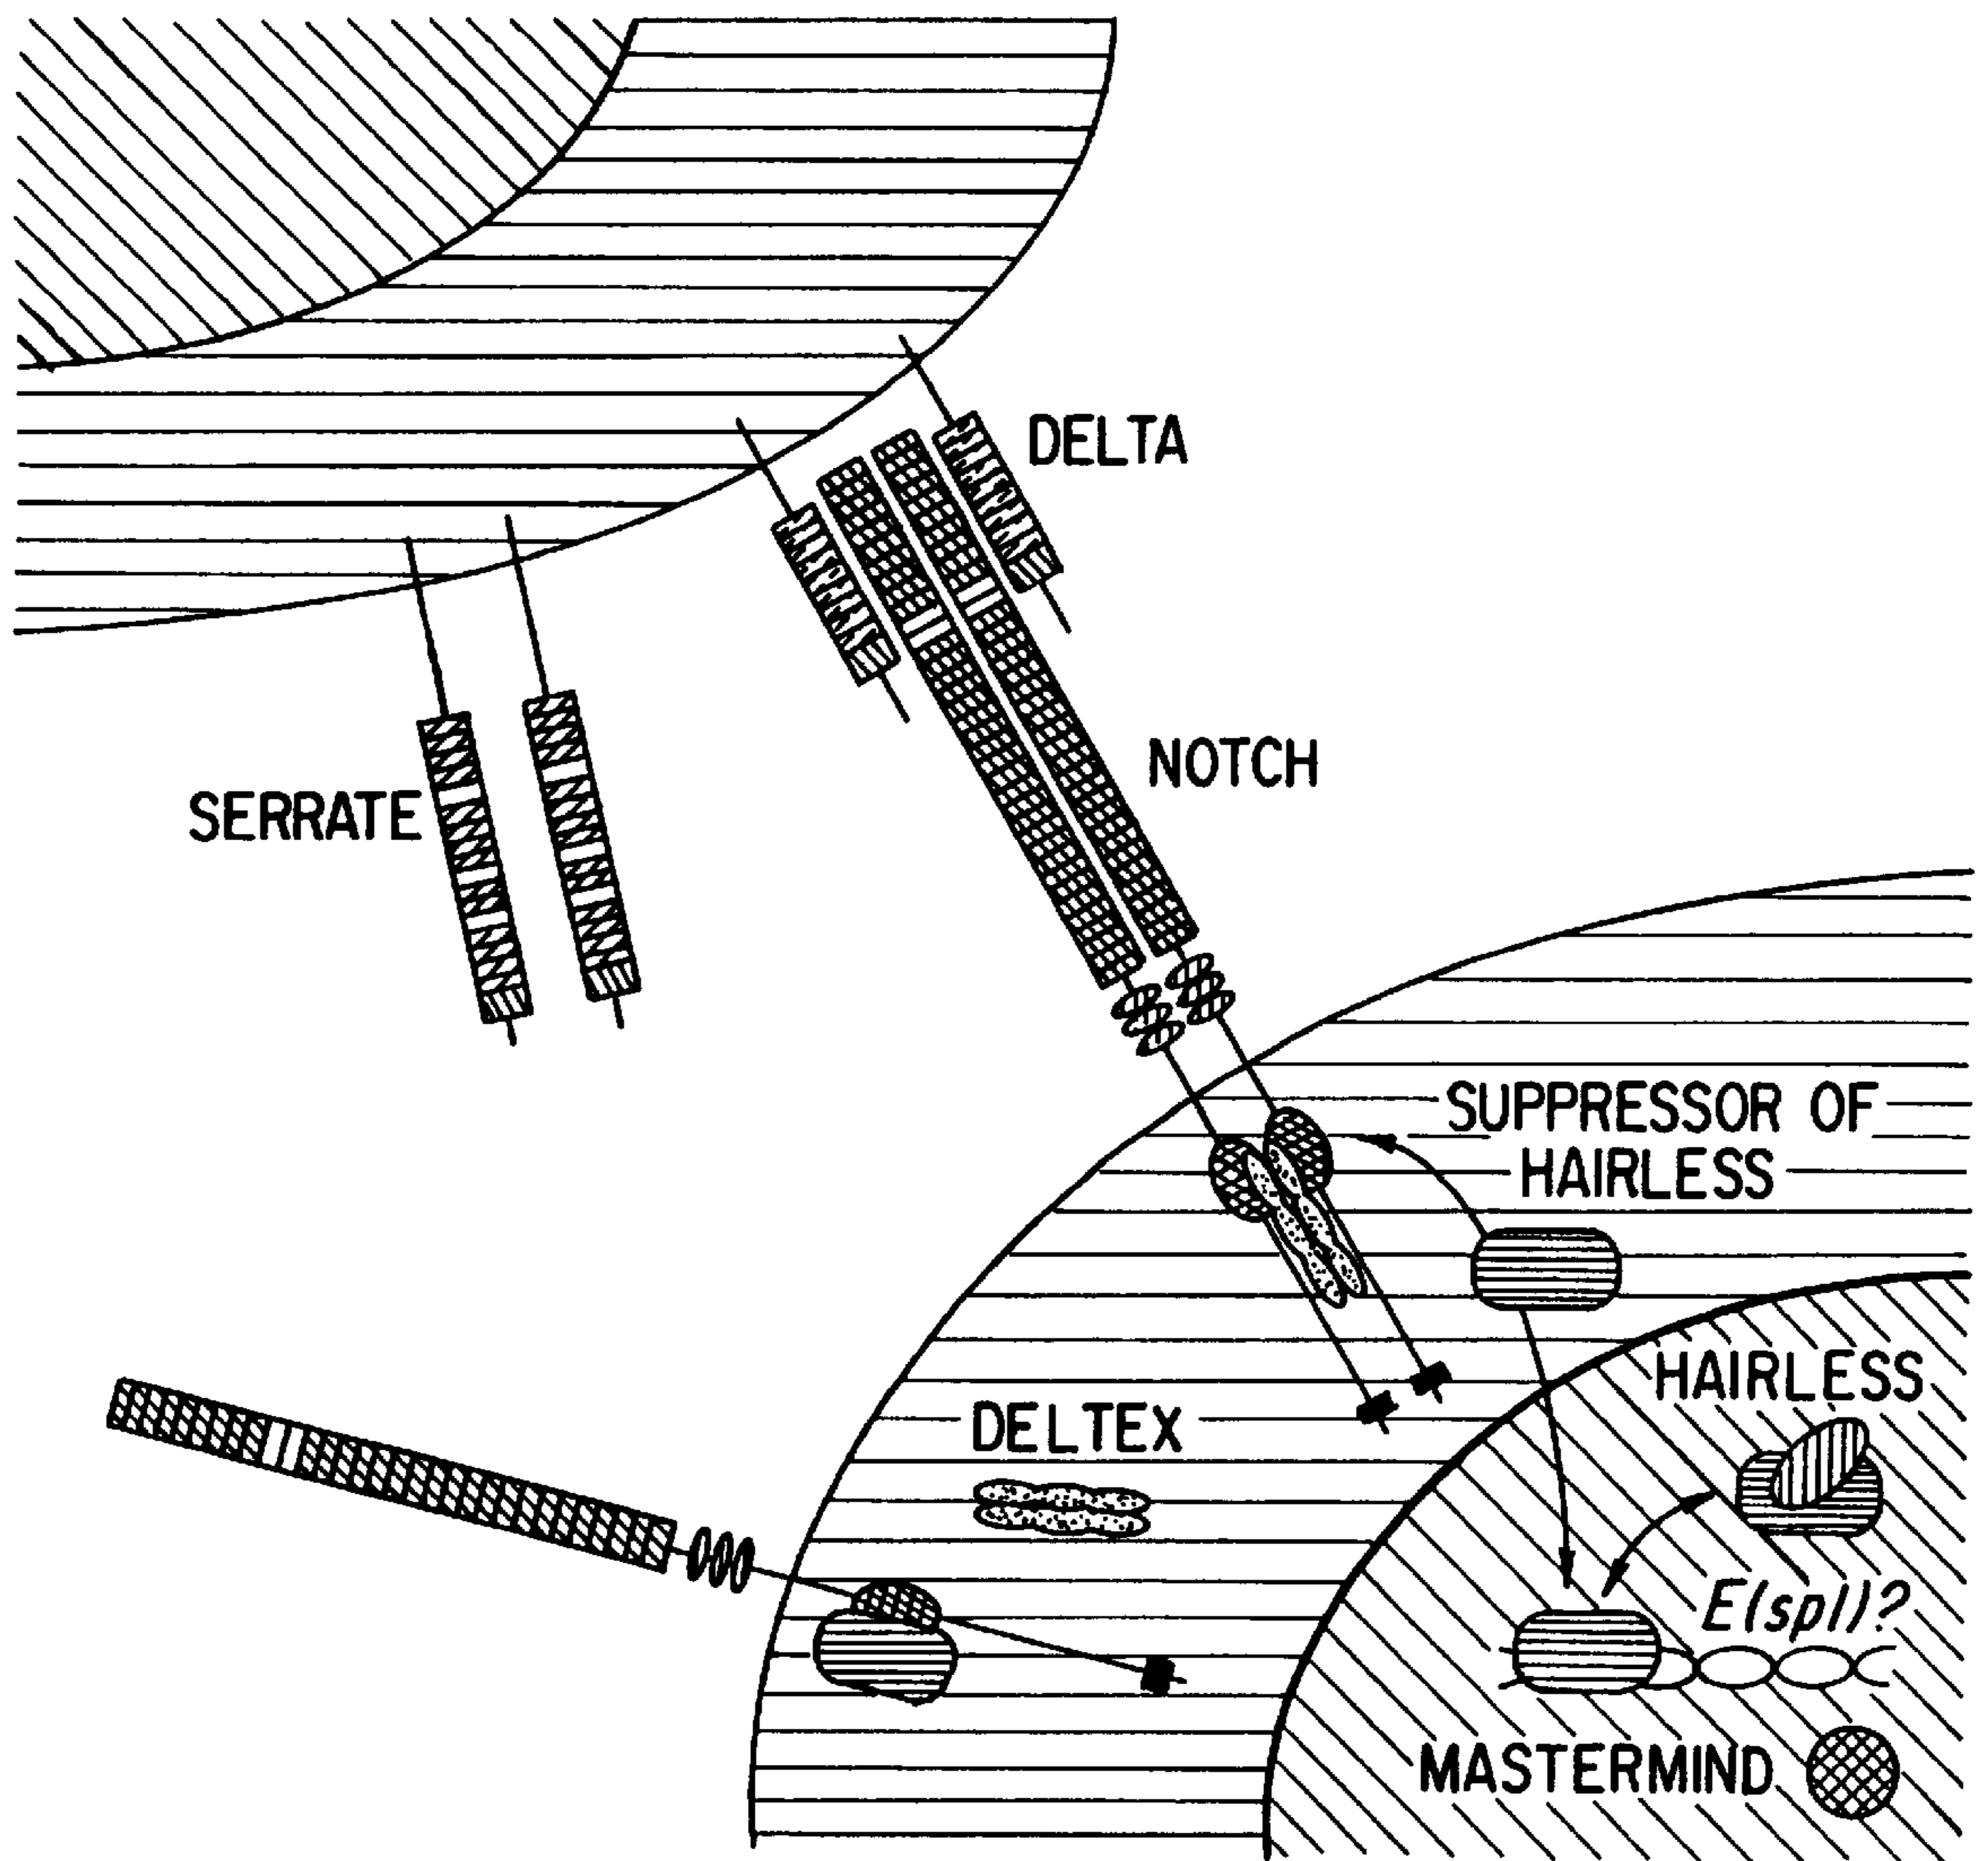 DELTA
NOTCH
SERRATE
SUPPRESSOR OF
HAIRLESS
HAIRLESS
DELTEX
E(spl)?
MASTERMIND